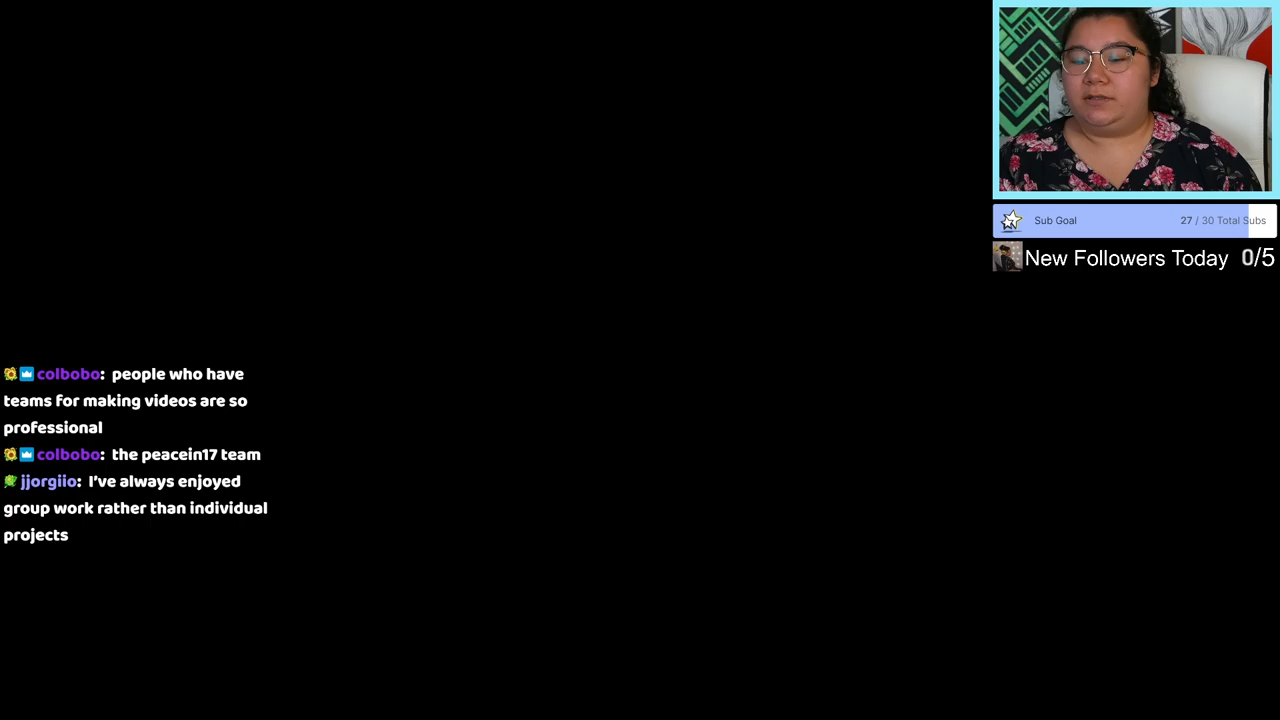 Sub Goal 27 / 30 Total Subs
New Followers Today 0/5
colbobo: people who have
teams for making videos are so
professional
colbobo: the peacein17 team
jjorgiio: I've always enjoyed
group work rather than individual
projects